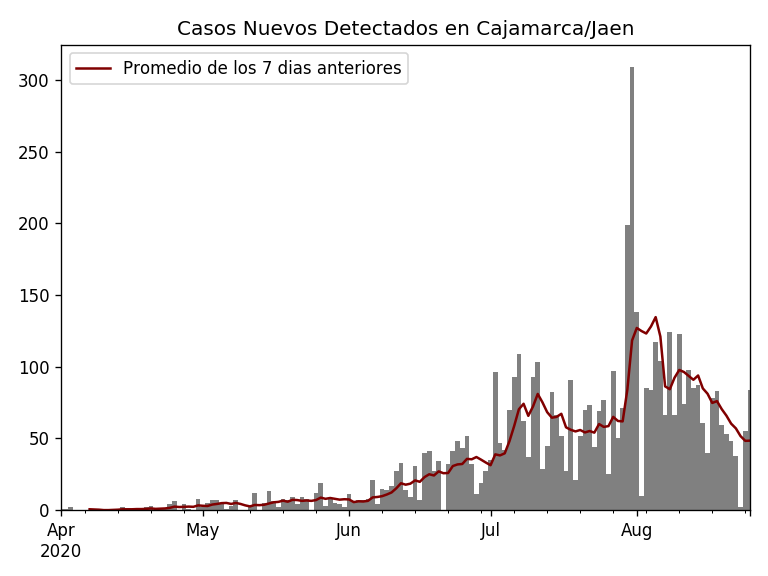 Casos Nuevos Detectados en Cajamarca/Jaen
Promedio de los 7 dias anteriores
300
250
200
150
100
50
0
Apr May Jun Jul Aug
2020